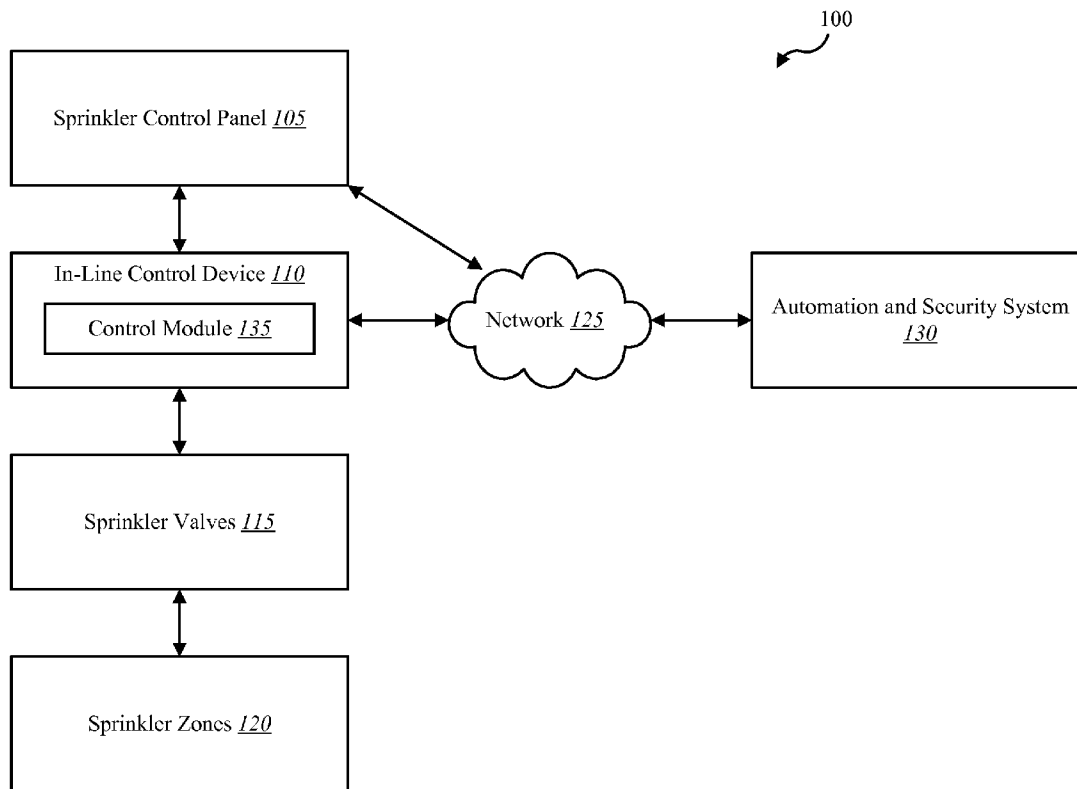 100
Sprinkler Control Panel 105
In-Line Control Device 110
Control Module 135
Network 125
Automation and Security System
130
Sprinkler Valves 115
Sprinkler Zones 120